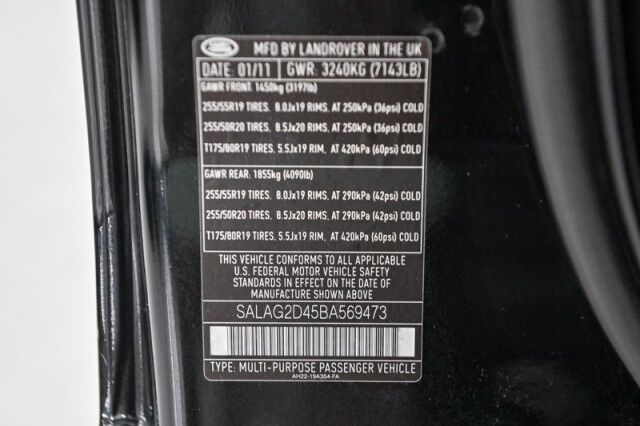 MFD BY LANDROVER IN THE UK
DATE 01/11 GWR: 3240KG (7143LB)
GAWR FRONT: 1450kg (3197lb)
255/55R19 TIRES, 8.0Jx19 RIMS, AT 250kPa (36psi) COLD
255/50R20 TIRES, 8.5Jx20 RIMS, AT 250kPa (36psi) COLD
T175/80R19 TIRES, 5.5Jx19 RIM, AT 420kPa (60psi) COLD
GAWR REAR: 1855kg (4090lb)
255/55R19 TIRES, 8.0Jx19 RIMS, AT 290kPa (42psi) COLD
255/50R20 TIRES, 8.5Jx20 RIMS, AT 290kPa (42psi) COLD
T175/80R19 TIRES, 5.5Jx19 RIM, AT 420kPa (60psi) COLD
THIS VEHICLE CONFORMS TO ALL APPLICABLE
U.S. FEDERAL MOTOR VEHICLE SAFETY
STANDARDS IN EFFECT ON THE DATE OF
MANUFACTURE SHOWN ABOVE.
SALAG2D45BA569473
TYPE: MULTI-PURPOSE PASSENGER VEHICLE
AH22-19A354-FA